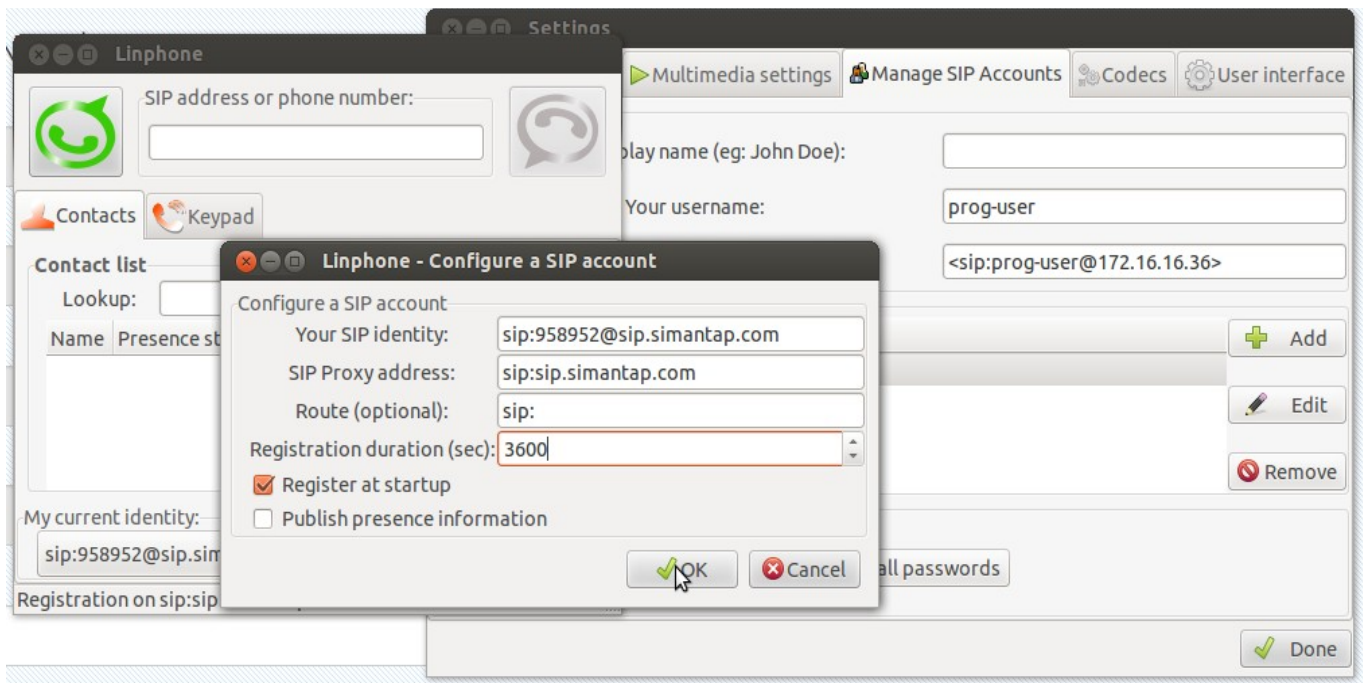 Settings
Linphone
Multimedia settings
Manage SIP Accounts
Codecs
User interface
SIP address or phone number:
play name (eg: John Doe):
Your username:
prog-user
<sip:prog-user@172.16.16.36>
Contacts
Keypad
Contact list
Lookup:
Name
Presence st
Linphone - Configure a SIP account
Configure a SIP account
Your SIP identity:
sip:958952@sip.simantap.com
SIP Proxy address:
sip:sip.simantap.com
Route (optional):
sip:
Registration duration (sec):
3600
Register at startup
Publish presence information
OK
Cancel
Add
Edit
Remove
My current identity:
sip:958952@sip.sim
Registration on sip:sip
all passwords
Done